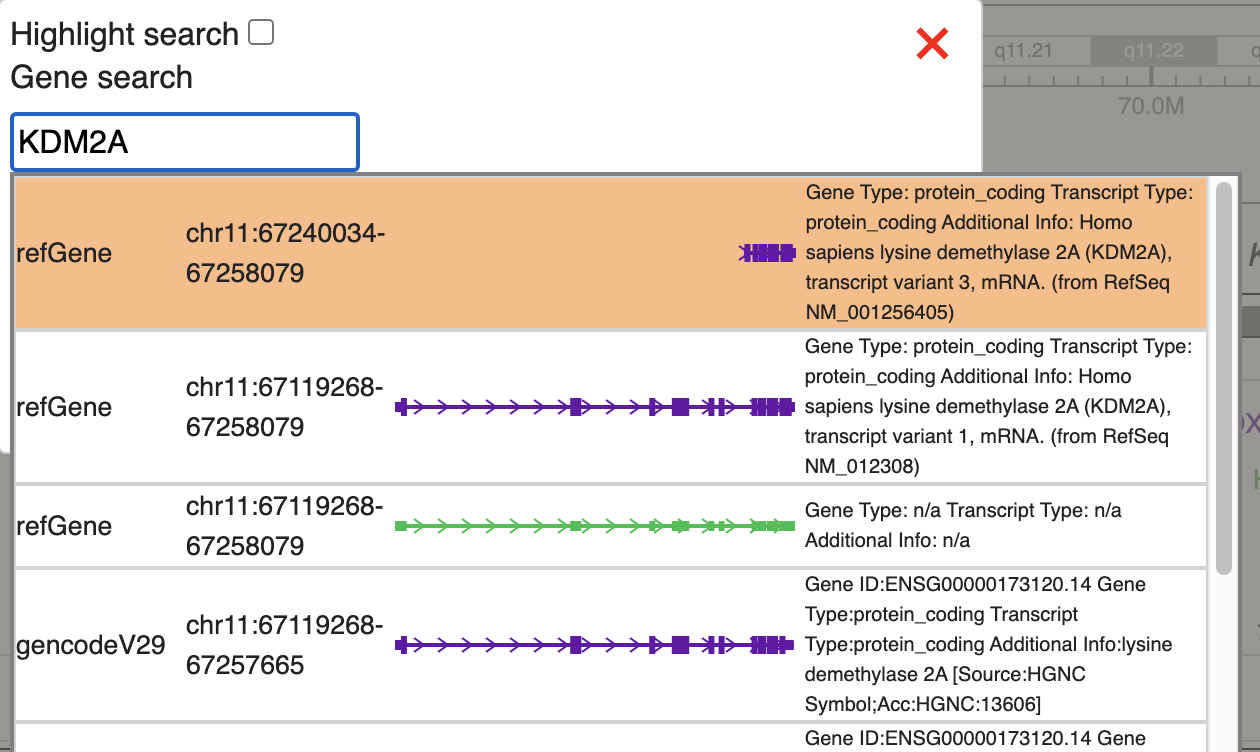 Highlight search
Gene search
q11.21
q11.22
70.0M
KDM2A
refGene
chr11:67240034-
67258079
Gene Type: protein_coding Transcript Type:
protein_coding Additional Info: Homo
sapiens lysine demethylase 2A (KDM2A),
transcript variant 3, mRNA. (from RefSeq
NM_001256405)
refGene
chr11:67119268-
67258079
Gene Type: protein_coding Transcript Type:
protein_coding Additional Info: Homo
sapiens lysine demethylase 2A (KDM2A),
transcript variant 1, mRNA. (from RefSeq
NM_012308)
refGene
chr11:67119268-
67258079
Gene Type: n/a Transcript Type: n/a
Additional Info: n/a
gencodeV29
chr11:67119268-
67257665
Gene ID:ENSG00000173120.14 Gene
Type:protein_coding Transcript
Type:protein_coding Additional Info:lysine
demethylase 2A [Source:HGNC
Symbol;Acc:HGNC:13606]
Gene ID:ENSG00000173120.14 Gene